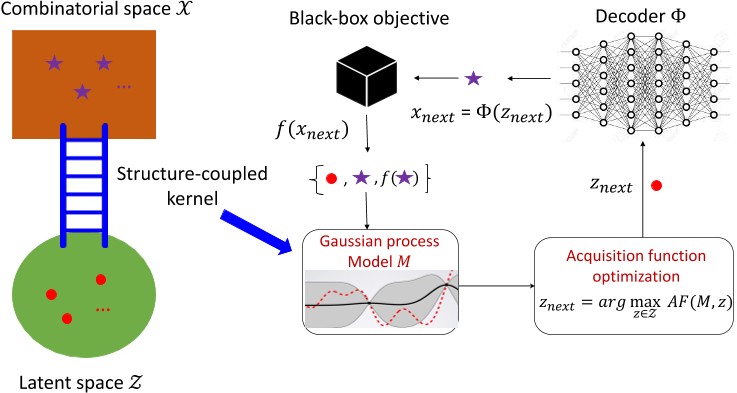 Combinatorial space 𝒳
...
Structure-coupled
kernel
...
Latent space 𝒵
Black-box objective
Decoder Φ
x_next = Φ(z_next)
f(x_next)
{ , , f( ) }
z_next
Gaussian process
Model M
Acquisition function
optimization
z_next = arg max AF(M, z)
z∈𝒵